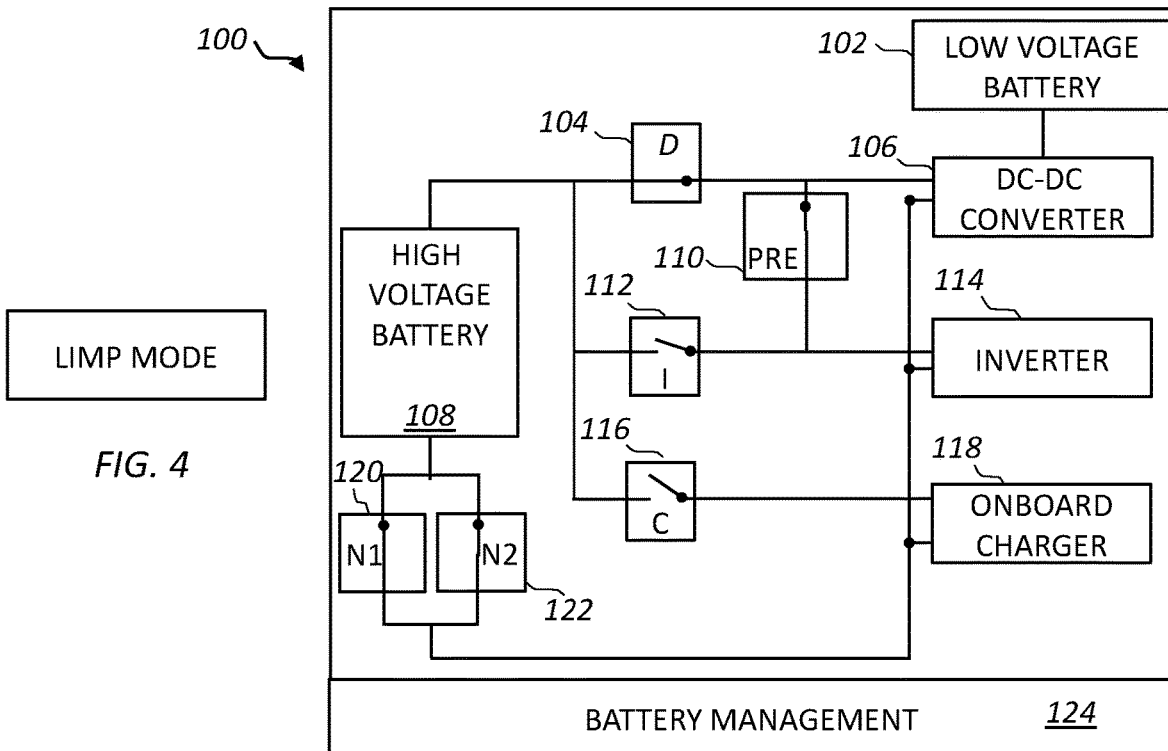 100
102
LOW VOLTAGE
BATTERY
104
D
106
DC-DC
CONVERTER
HIGH
VOLTAGE
BATTERY
108
110
PRE
112
I
114
INVERTER
LIMP MODE
FIG. 4
116
C
118
ONBOARD
CHARGER
120
N1
N2
122
BATTERY MANAGEMENT
124